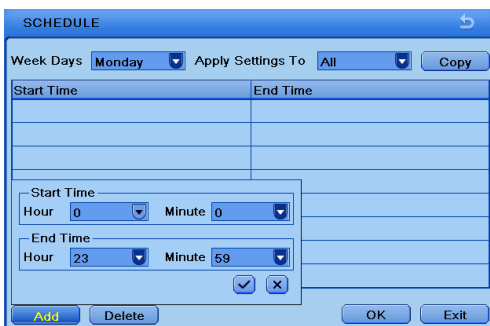 SCHEDULE
Week Days Monday Apply Settings To All Copy
Start Time End Time
Start Time
Hour 0 Minute 0
End Time
Hour 23 Minute 59
Add Delete OK Exit